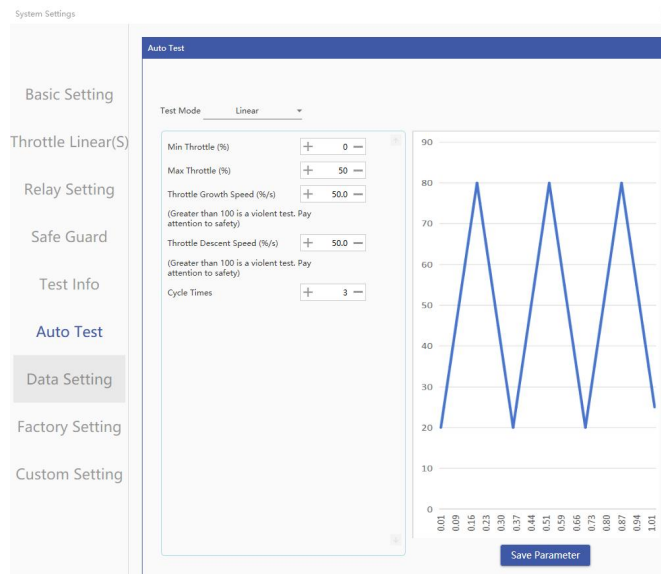 System Settings
Auto Test
Basic Setting
Throttle Linear(S)
Relay Setting
Safe Guard
Test Info
Auto Test
Data Setting
Factory Setting
Custom Setting
Test Mode Linear
Min Throttle (%) + 0 —
Max Throttle (%) + 50 —
Throttle Growth Speed (%/s) + 50.0 —
(Greater than 100 is a violent test. Pay
attention to safety)
Throttle Descent Speed (%/s) + 50.0 —
(Greater than 100 is a violent test. Pay
attention to safety)
Cycle Times + 3 —
90
80
70
60
50
40
30
20
10
0
0.01 0.09 0.16 0.23 0.30 0.37 0.44 0.51 0.59 0.66 0.73 0.80 0.87 0.94 1.01
Save Parameter